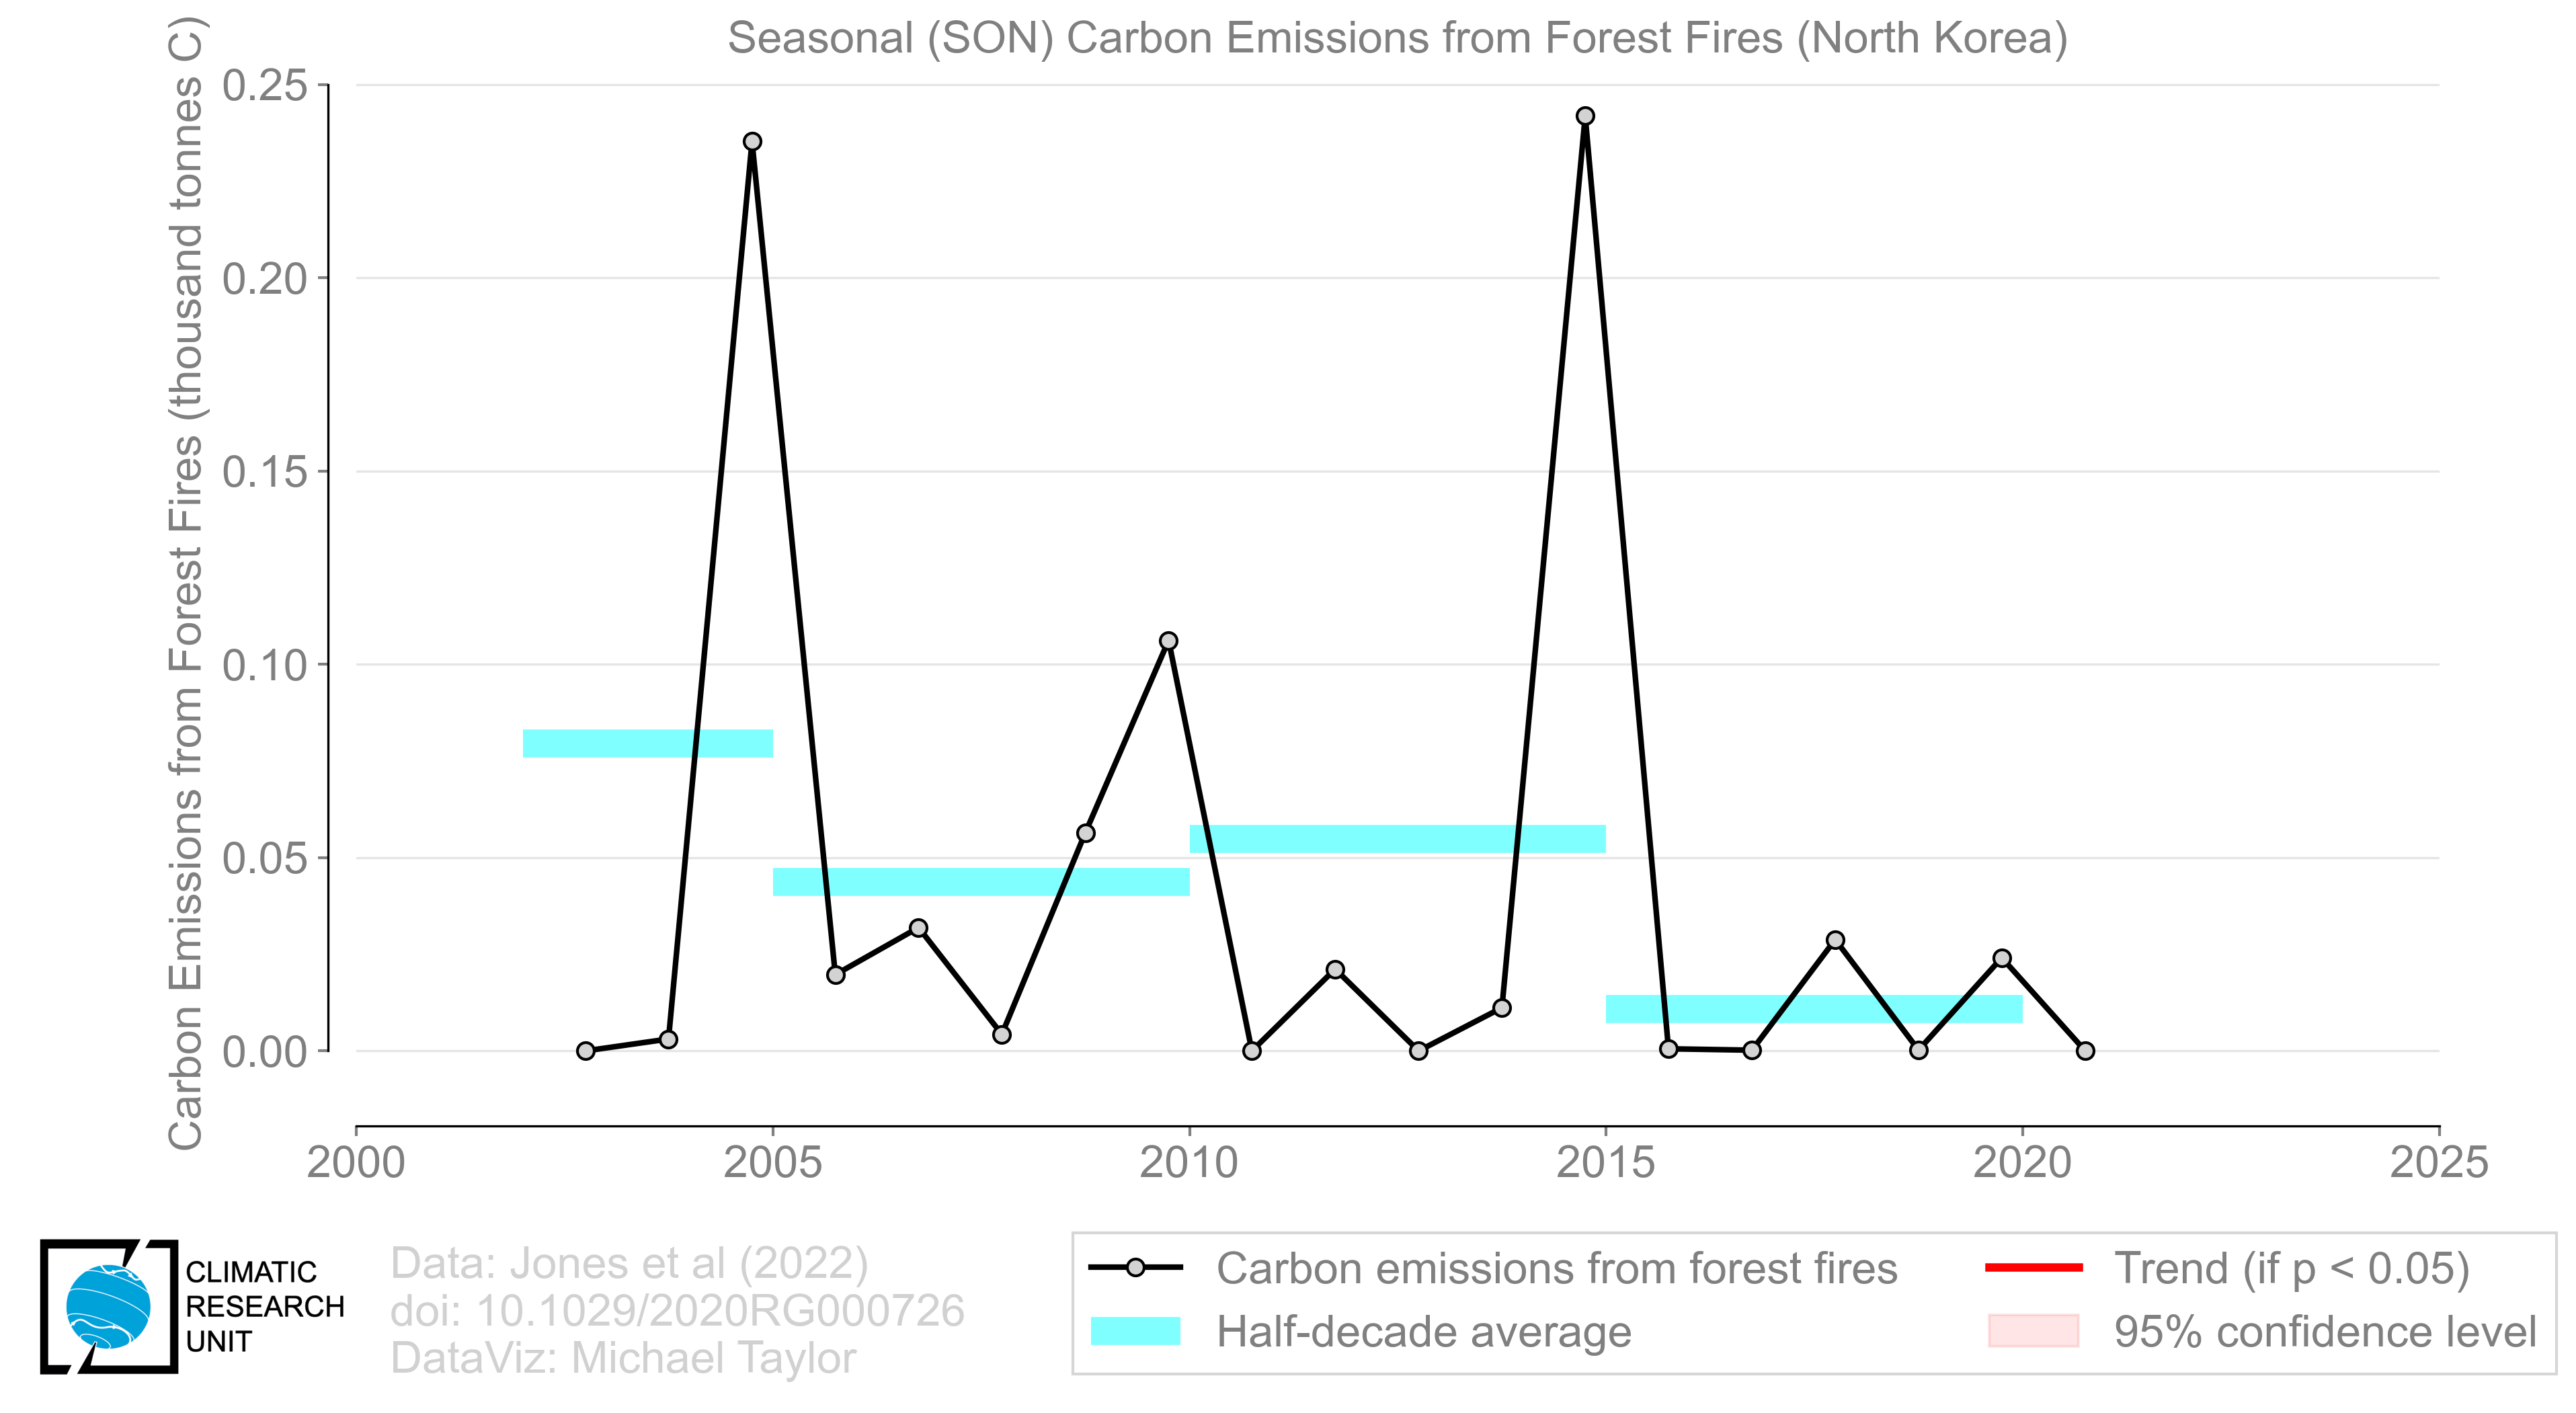 Seasonal (SON) Carbon Emissions from Forest Fires (North Korea)
Carbon Emissions from Forest Fires (thousand tonnes C)
0.25
0.20
0.15
0.10
0.05
0.00
2000 2005 2010 2015 2020 2025
CLIMATIC
RESEARCH
UNIT
Data: Jones et al (2022)
doi: 10.1029/2020RG000726
DataViz: Michael Taylor
Carbon emissions from forest fires
Half-decade average
Trend (if p < 0.05)
95% confidence level